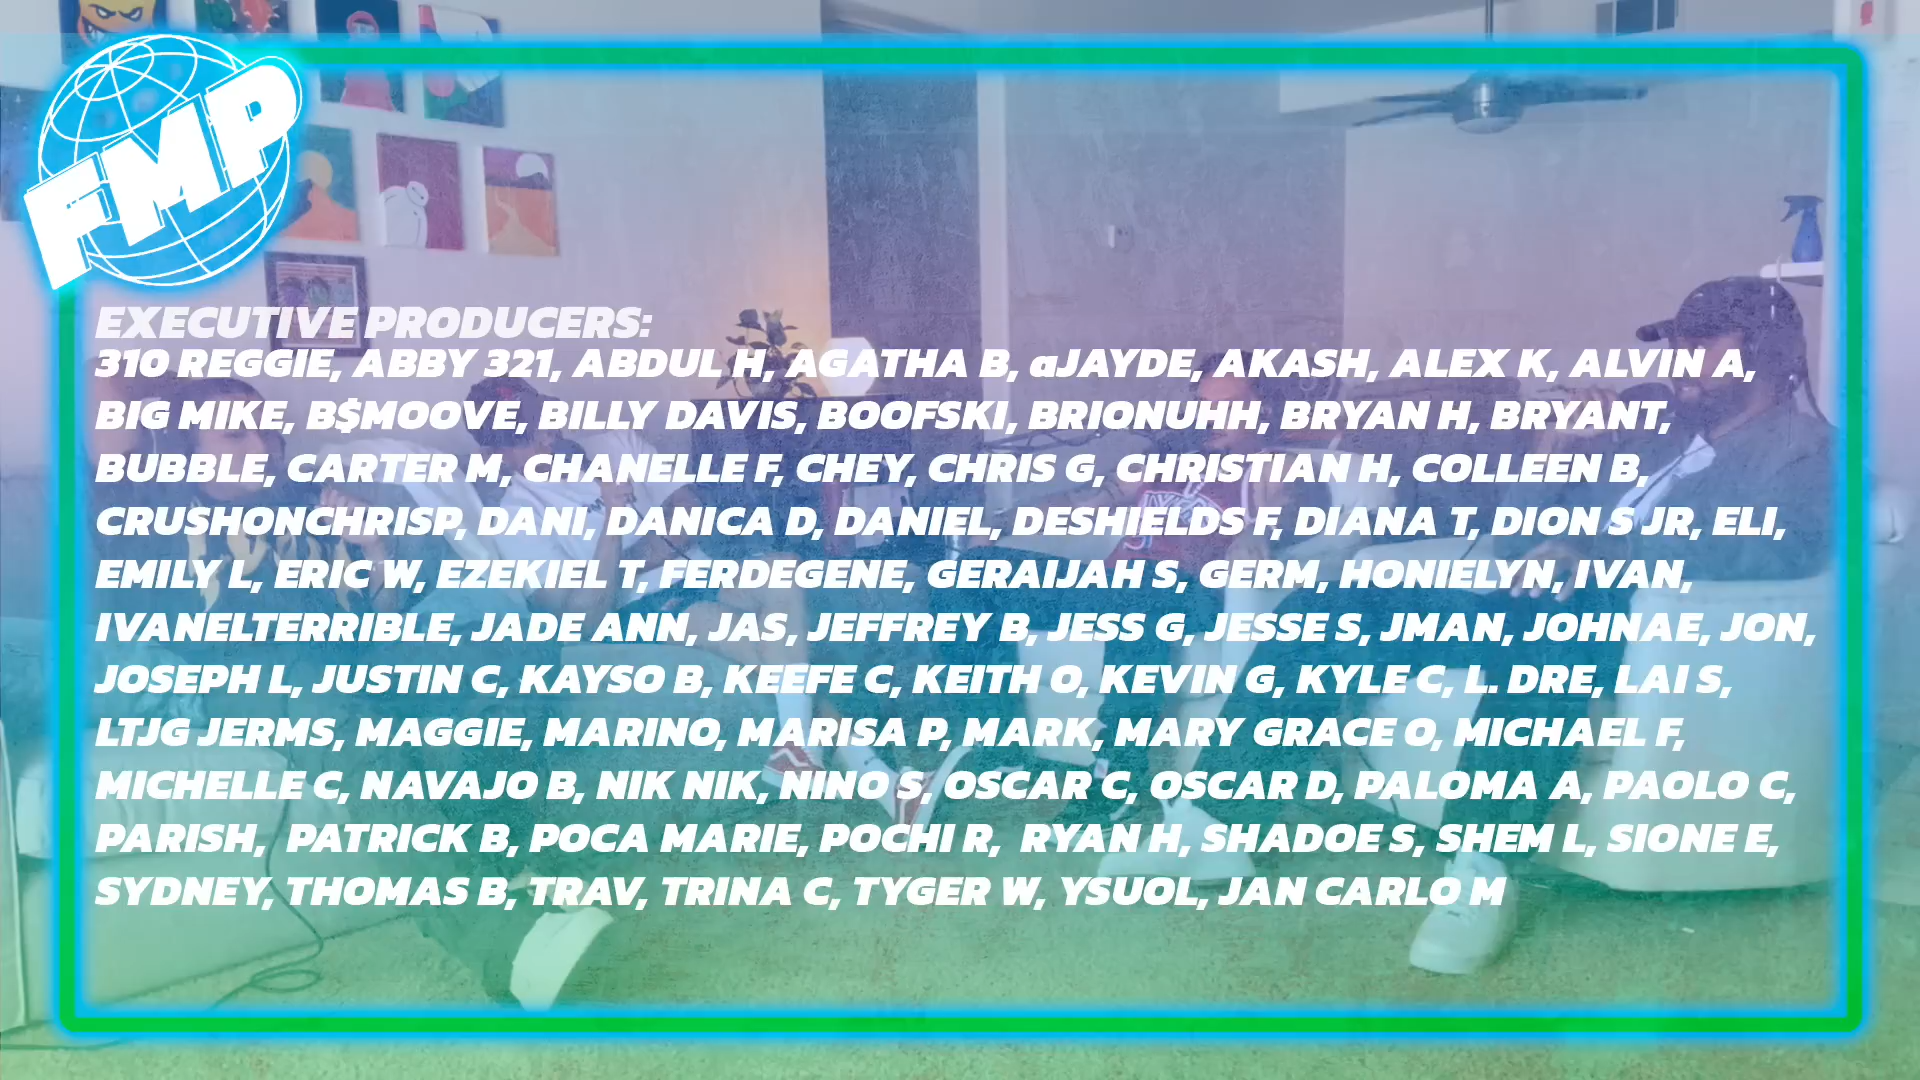 FMP
EXECUTIVE PRODUCERS:
310 REGGIE, ABBY 321, ABDUL H, AGATHA B, aJAYDE, AKASH, ALEX K, ALVIN A,
BIG MIKE, B$MOOVE, BILLY DAVIS, BOOFSKI, BRIONUHH, BRYAN H, BRYANT,
BUBBLE, CARTER M, CHANELLE F, CHEY, CHRIS G, CHRISTIAN H, COLLEEN B,
CRUSHONCHRISP, DANI, DANICA D, DANIEL, DESHIELDS F, DIANA T, DION S JR, ELI,
EMILY L, ERIC W, EZEKIEL T, FERDEGENE, GERAIJAH S, GERM, HONIELYN, IVAN,
IVANELTERRIBLE, JADE ANN, JAS, JEFFREY B, JESS G, JESSE S, JMAN, JOHNAE, JON,
JOSEPH L, JUSTIN C, KAYSO B, KEEFE C, KEITH O, KEVIN G, KYLE C, L. DRE, LAI S,
LTJG JERMS, MAGGIE, MARINO, MARISA P, MARK, MARY GRACE O, MICHAEL F,
MICHELLE C, NAVAJO B, NIK NIK, NINO S, OSCAR C, OSCAR D, PALOMA A, PAOLO C,
PARISH, PATRICK B, POCA MARIE, POCHI R, RYAN H, SHADOE S, SHEM L, SIONE E,
SYDNEY, THOMAS B, TRAV, TRINA C, TYGER W, YSUOL, JAN CARLO M